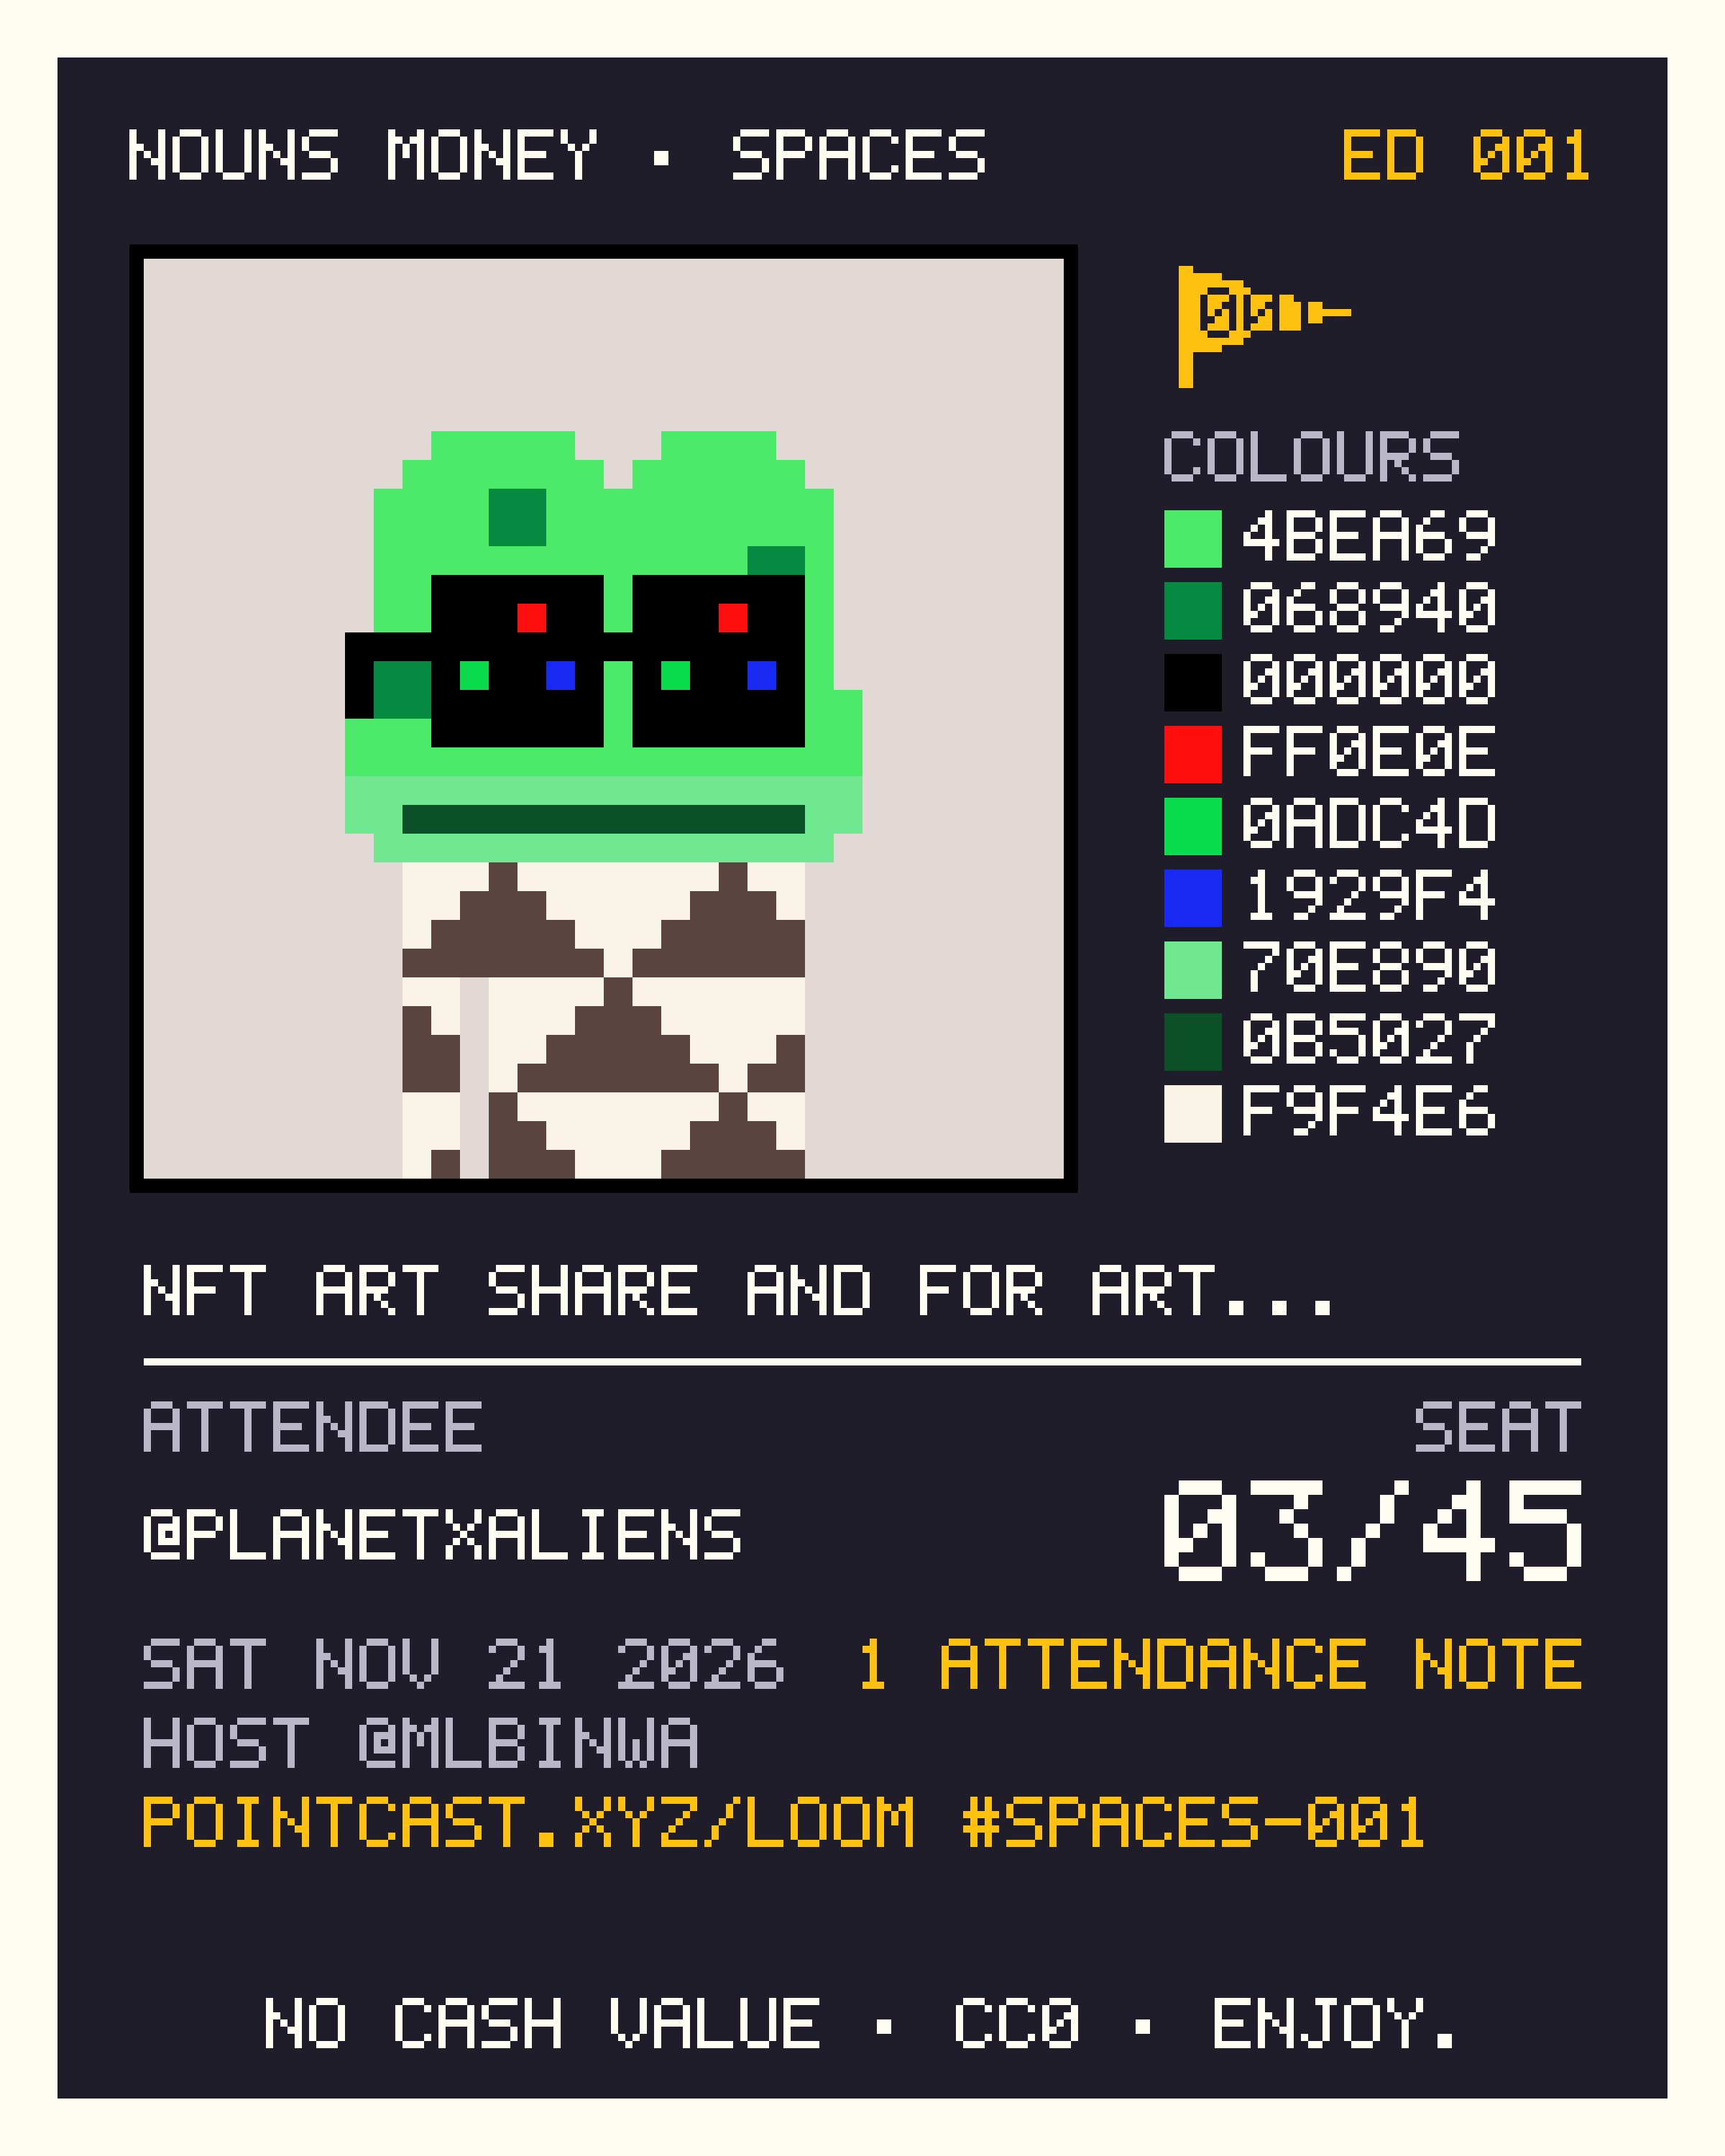 NOUNS MONEY · SPACES ED 001
00
COLOURS
4BEA69
068940
000000
FF0E0E
0ADC4D
1929F4
70E890
0B5027
F9F4E6
NFT ART SHARE AND FOR ART...
ATTENDEE SEAT
@PLANETXALIENS 03/45
SAT NOV 21 2026 1 ATTENDANCE NOTE
HOST @MLBINWA
POINTCAST.XYZ/LOOM #SPACES-001
NO CASH VALUE · CC0 · ENJOY.